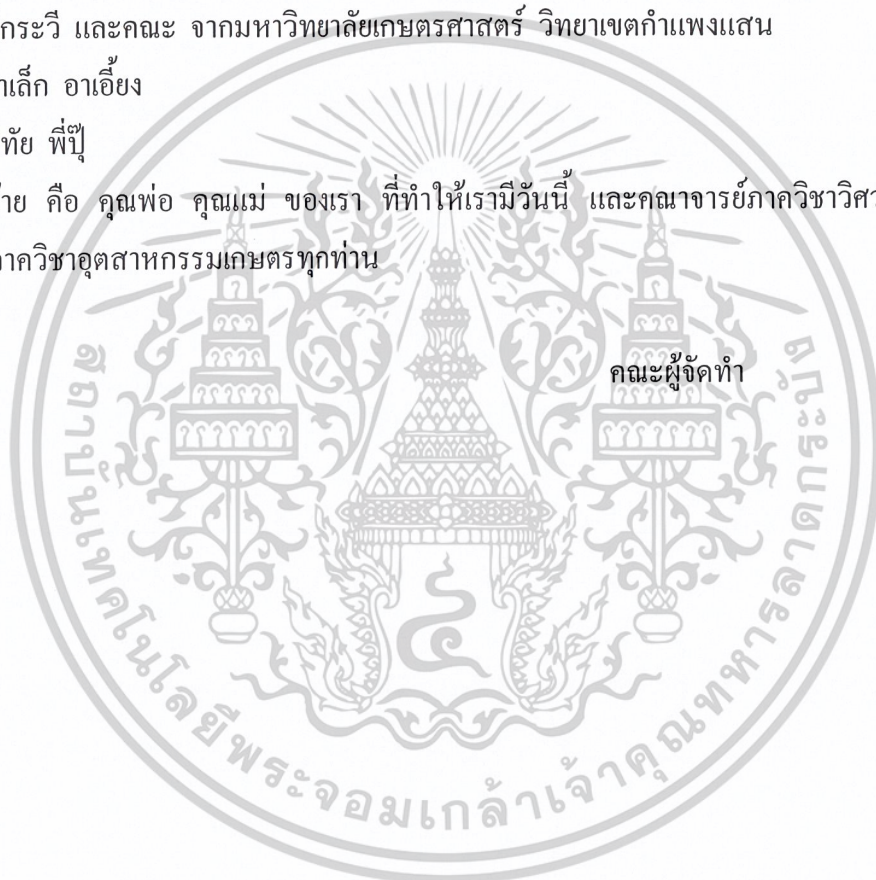 กระวี และคณะ จากมหาวิทยาลัยเกษตรศาสตร์ วิทยาเขตกำแพงแสน
าเล็ก อาเอี้ยง
ทัย พี่ปุ๊
าย คือ คุณพ่อ คุณแม่ ของเรา ที่ทำให้เรามีวันนี้ และคณาจารย์ภาควิชาวิศว
าควิชาอุตสาหกรรมเกษตรทุกท่าน
คณะผู้จัดทำ
สถาบันเทคโนโลยีพระจอมเกล้าเจ้าคุณทหารลาดกระบัง